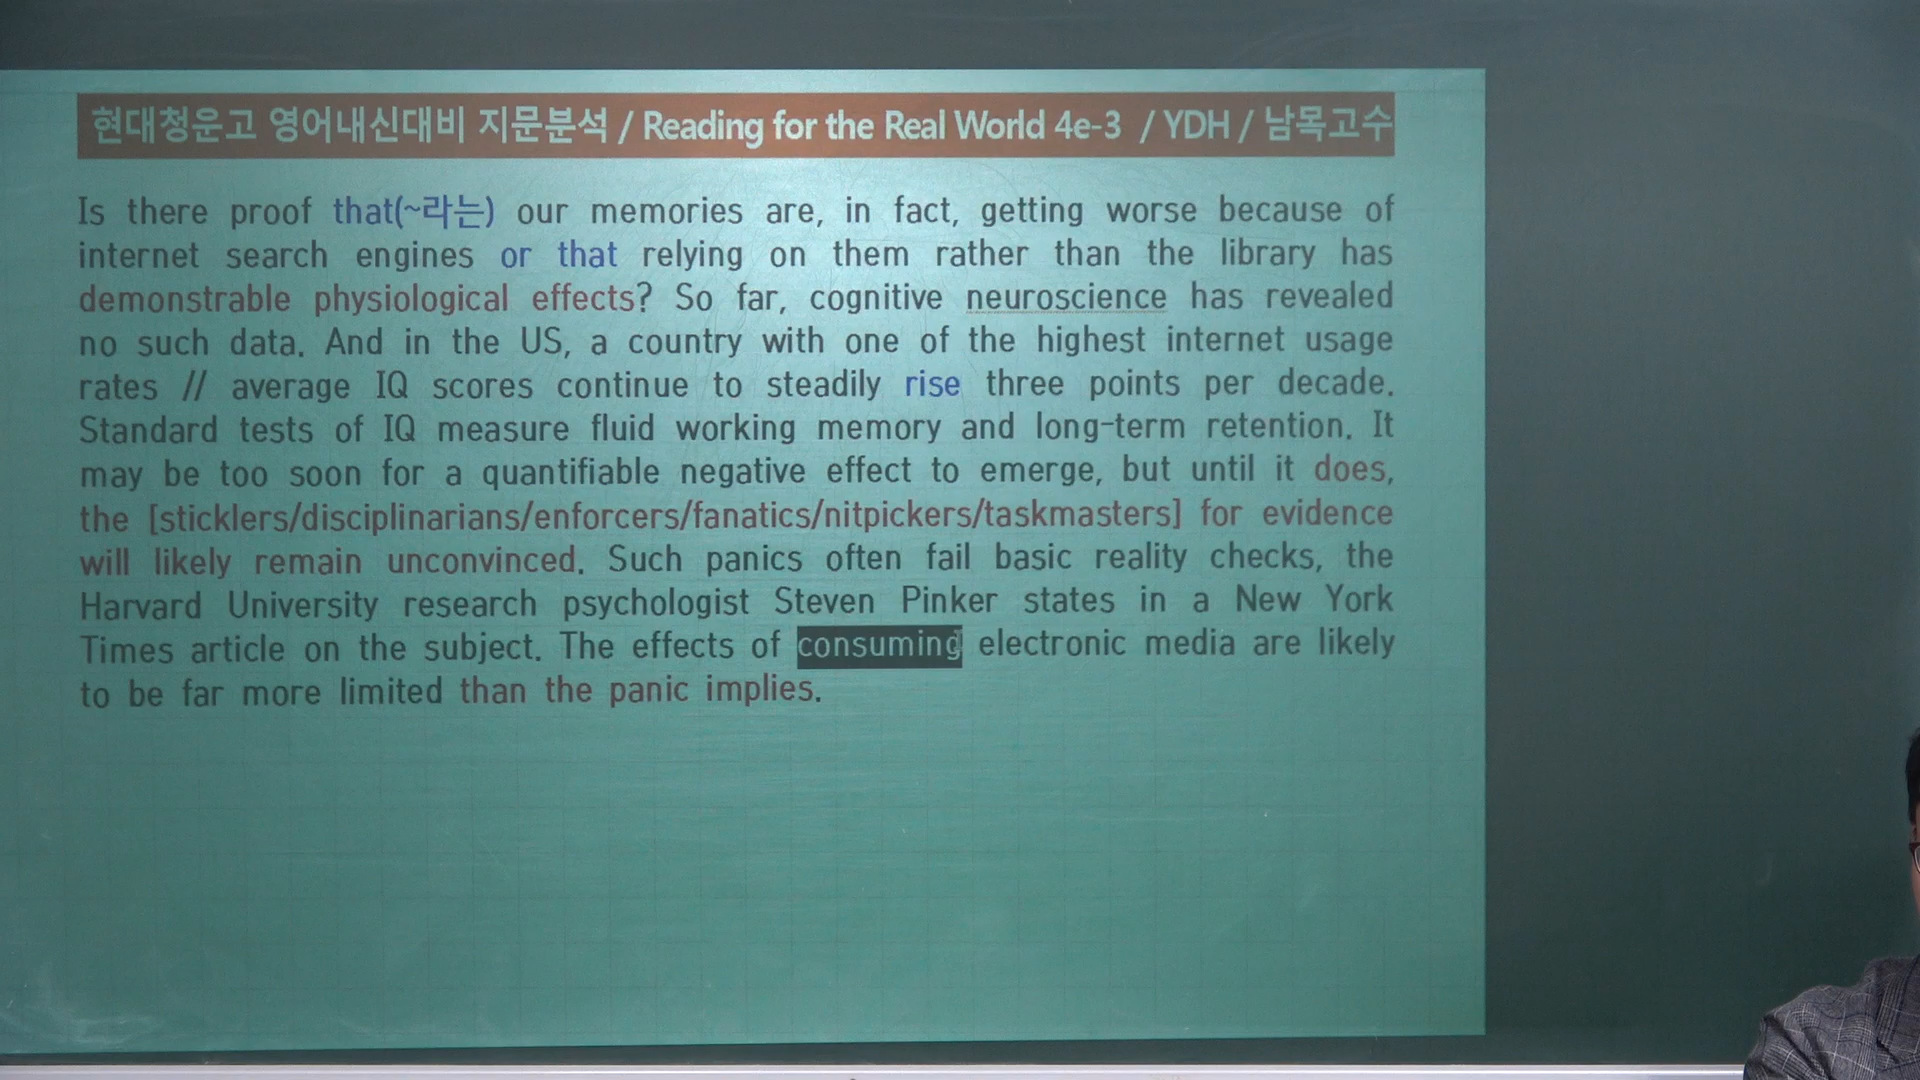 현대청운고 영어내신대비 지문분석 / Reading for the Real World 4e-3 / YDH / 남목고수
Is there proof that(~라는) our memories are, in fact, getting worse because of
internet search engines or that relying on them rather than the library has
demonstrable physiological effects? So far, cognitive neuroscience has revealed
no such data. And in the US, a country with one of the highest internet usage
rates // average IQ scores continue to steadily rise three points per decade.
Standard tests of IQ measure fluid working memory and long-term retention. It
may be too soon for a quantifiable negative effect to emerge, but until it does,
the [sticklers/disciplinarians/enforcers/fanatics/nitpickers/taskmasters] for evidence
will likely remain unconvinced. Such panics often fail basic reality checks, the
Harvard University research psychologist Steven Pinker states in a New York
Times article on the subject. The effects of consuming electronic media are likely
to be far more limited than the panic implies.